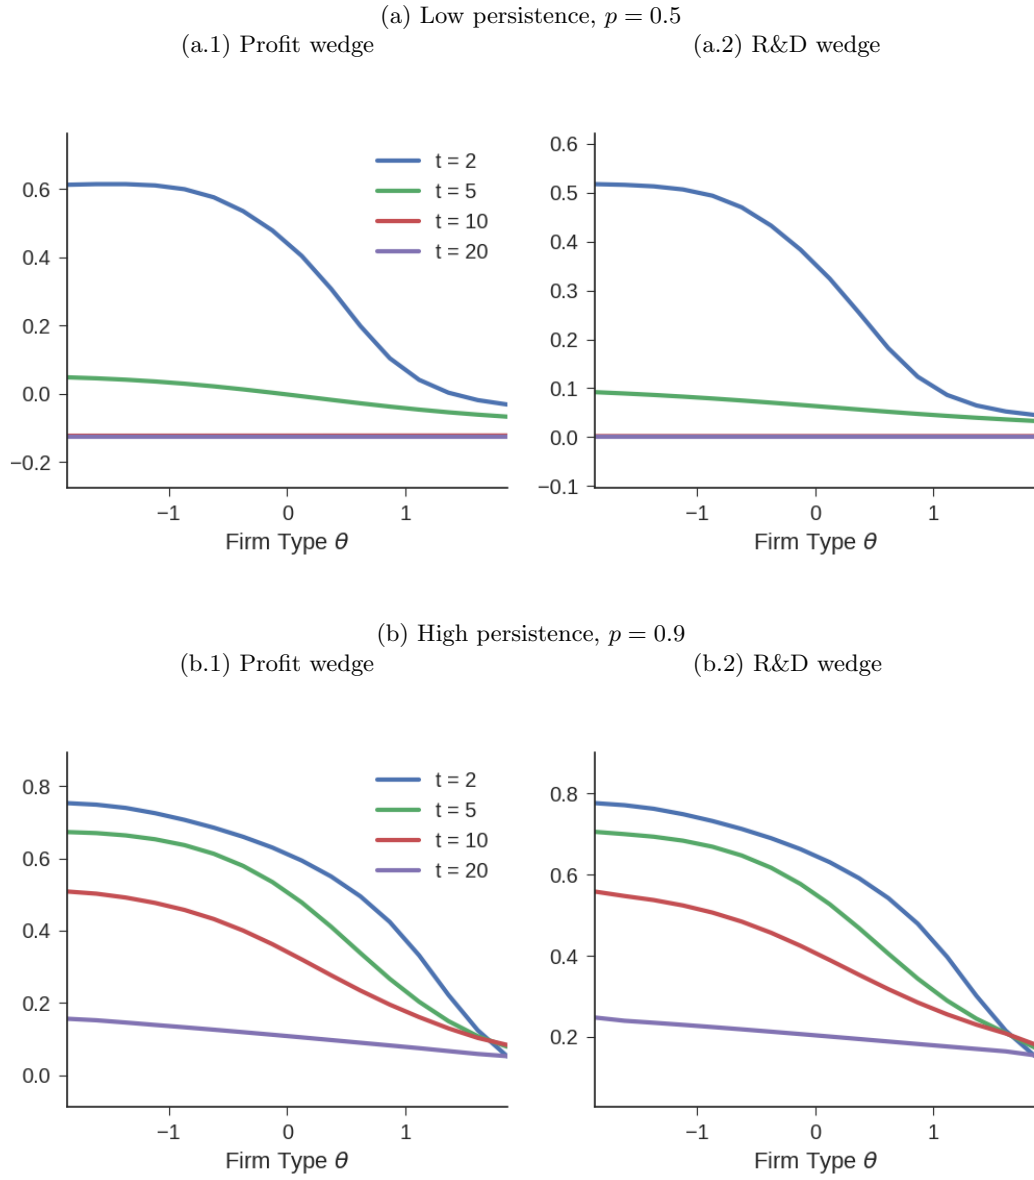 (a) Low persistence, p = 0.5
(a.1) Profit wedge
(a.2) R&D wedge
0.6
0.4
0.2
0.0
−0.2
t = 2
t = 5
t = 10
t = 20
−1
0
1
Firm Type θ
0.6
0.5
0.4
0.3
0.2
0.1
0.0
−0.1
−1
0
1
Firm Type θ
(b) High persistence, p = 0.9
(b.1) Profit wedge
(b.2) R&D wedge
0.8
0.6
0.4
0.2
0.0
t = 2
t = 5
t = 10
t = 20
−1
0
1
Firm Type θ
0.8
0.6
0.4
0.2
−1
0
1
Firm Type θ